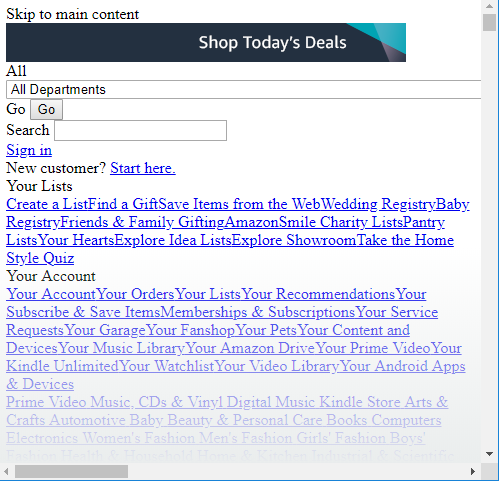 Skip to main content
Shop Today's Deals
All
All Departments
Go Go
Search
Sign in
New customer? Start here.
Your Lists
Create a ListFind a GiftSave Items from the WebWedding RegistryBaby
RegistryFriends & Family GiftingAmazonSmile Charity ListsPantry
ListsYour HeartsExplore Idea ListsExplore ShowroomTake the Home
Style Quiz
Your Account
Your AccountYour OrdersYour ListsYour RecommendationsYour
Subscribe & Save ItemsMemberships & SubscriptionsYour Service
RequestsYour GarageYour FanshopYour PetsYour Content and
DevicesYour Music LibraryYour Amazon DriveYour Prime VideoYour
Kindle UnlimitedYour WatchlistYour Video LibraryYour Android Apps
& Devices
Prime Video Music, CDs & Vinyl Digital Music Kindle Store Arts &
Crafts Automotive Baby Beauty & Personal Care Books Computers
Electronics Women's Fashion Men's Fashion Girls' Fashion Boys'
Fashion Health & Household Home & Kitchen Industrial & Scientific